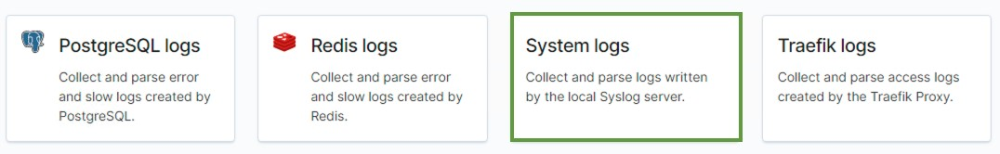 PostgreSQL logs
Collect and parse error
and slow logs created by
PostgreSQL.
Redis logs
Collect and parse error
and slow logs created by
Redis.
System logs
Collect and parse logs written
by the local Syslog server.
Traefik logs
Collect and parse access logs
created by the Traefik Proxy.